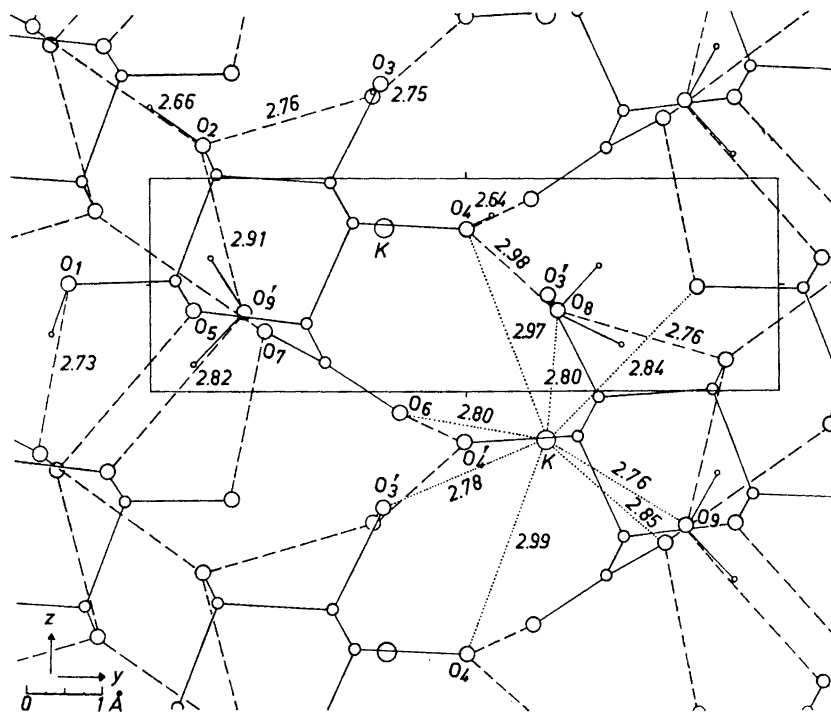 O3
2.66
2.76
2.75
O2
O4
2.64
K
2.91
2.98
O1
O9'
O3'
O8
O5
O7
2.97
2.76
2.73
2.82
2.80
2.84
O6
2.80
O4'
K
O3'
2.78
2.76
2.85
O9
2.99
z
y
O4
0 1 Å